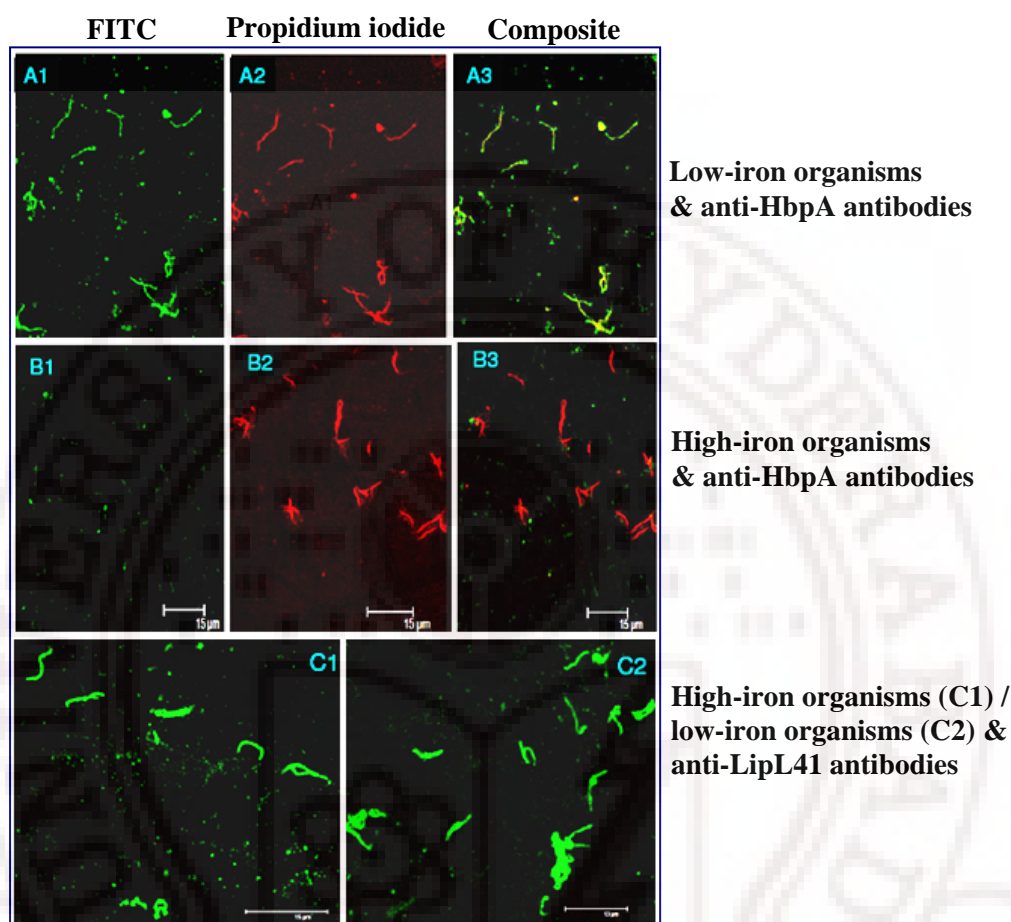 FITC Propidium iodide Composite
A1 A2 A3
Low-iron organisms
& anti-HbpA antibodies
B1 B2 B3
High-iron organisms
& anti-HbpA antibodies
15 µm 15 µm 15 µm
C1 C2
High-iron organisms (C1) /
low-iron organisms (C2) &
anti-LipL41 antibodies